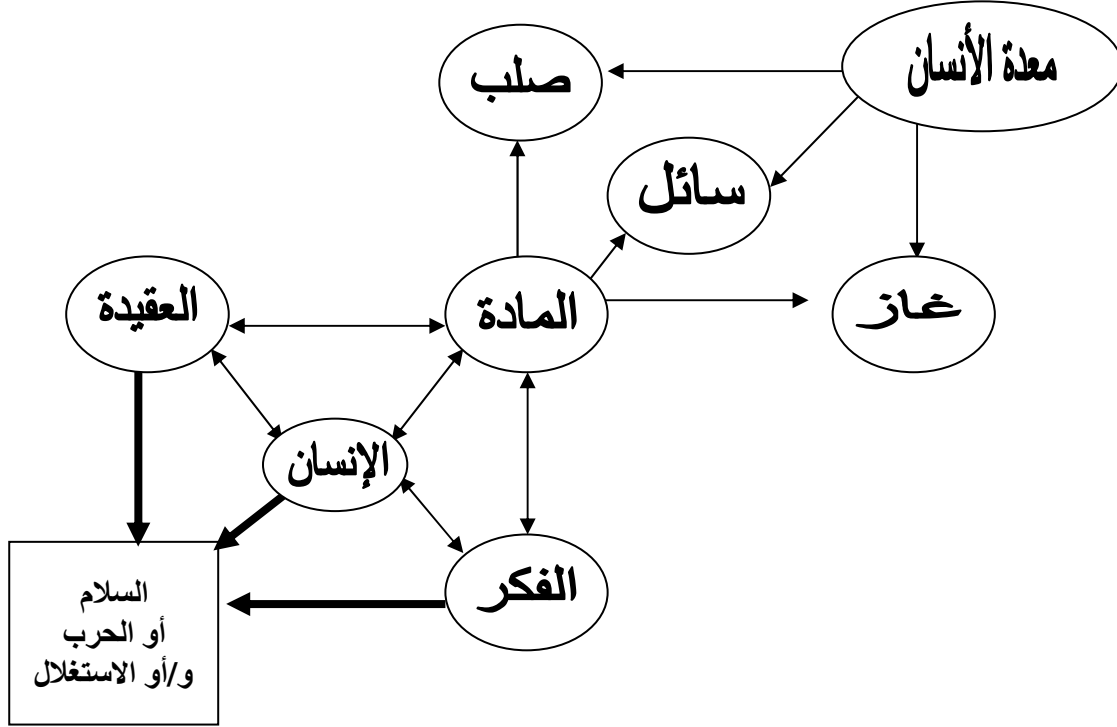 معدة الأنسان
صلب
سائل
غاز
المادة
العقيدة
الإنسان
الفكر
السلام
أو الحرب
و/أو الاستغلال